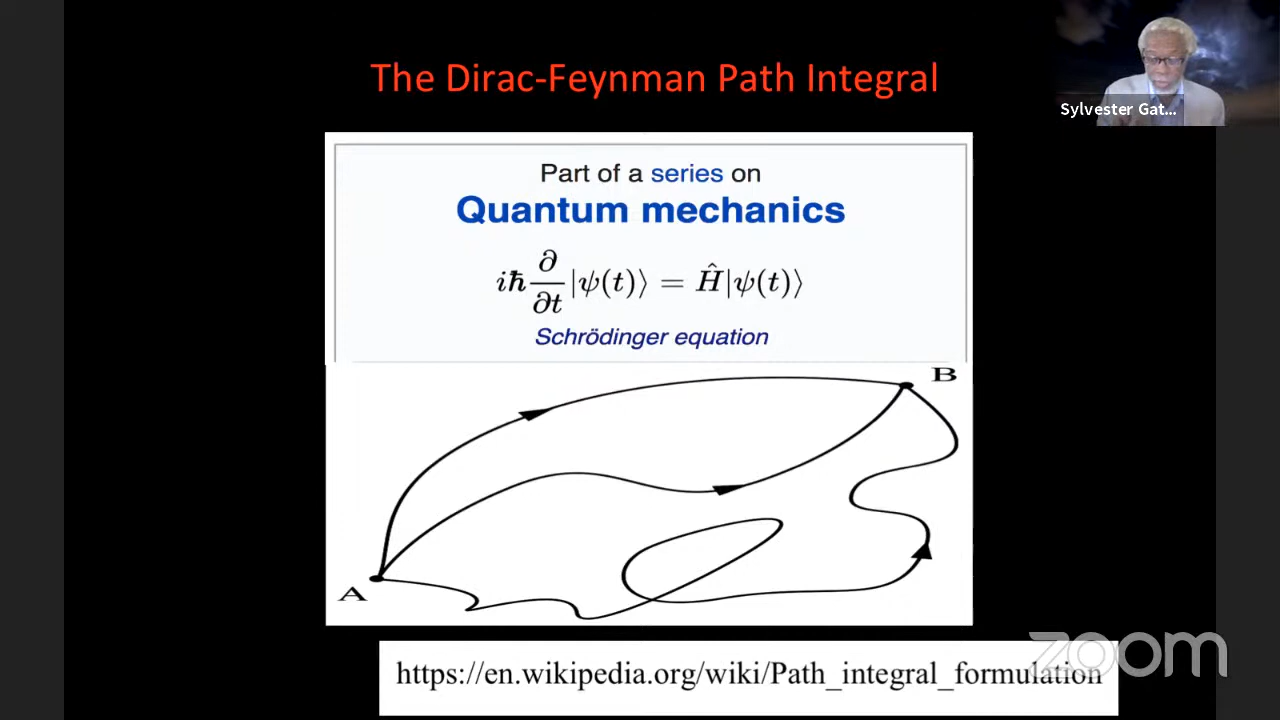 The Dirac-Feynman Path Integral
Sylvester Gat...
Part of a series on
Quantum mechanics
iħ ∂/∂t |ψ(t)⟩ = Ĥ|ψ(t)⟩
Schrödinger equation
B
A
https://en.wikipedia.org/wiki/Path_integral_formulation
zoom